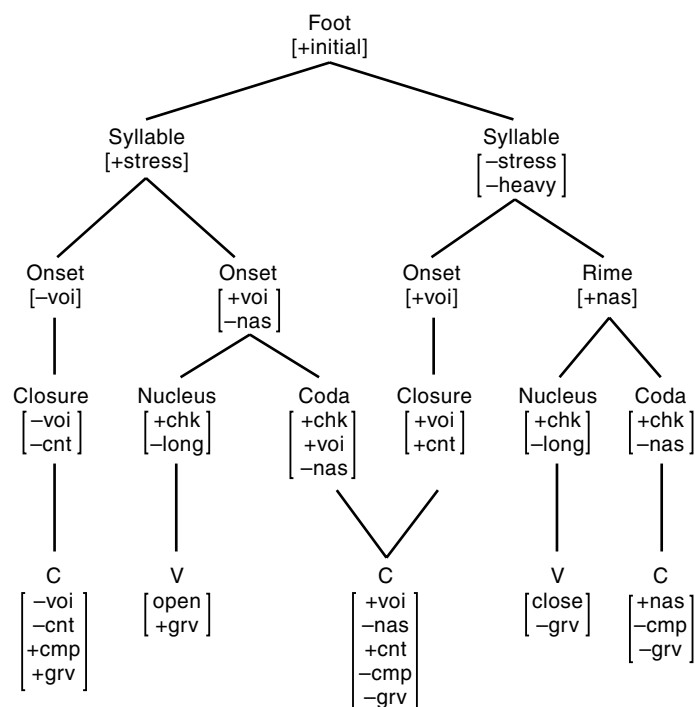 Foot
[+initial]
Syllable Syllable
[+stress] [–stress
–heavy]
Onset Onset Onset Rime
[–voi] [+voi [+voi] [+nas]
–nas]
Closure Nucleus Coda Closure Nucleus Coda
[–voi [+chk [+chk [+voi [+chk [+chk
–cnt] –long] +voi +cnt] –long] –nas]
–nas]
C V C V C
[–voi [open [+voi [close [+nas
–cnt +grv] –nas –grv] –cmp
+cmp +cnt –grv]
+grv] –cmp
–grv]